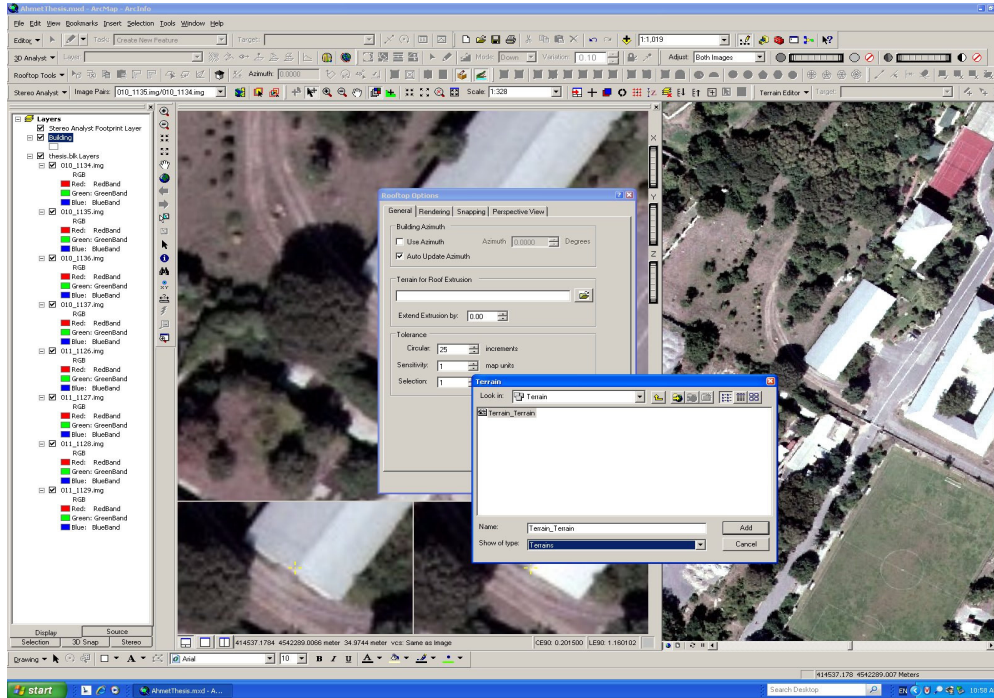 AhmetThesis.mxd - ArcMap - ArcInfo
File Edit View Bookmarks Insert Selection Tools Window Help
Editor Task: Create New Feature Target: 1:1,019
3D Analyst Layer: Mode: Down Variation: 0.10 Adjust: Both Images
Rooftop Tools Azimuth: 0.0000
Stereo Analyst Image Pairs: 010_1135.img/010_1134.img Scale: 1:328 Terrain Editor Target:
Layers
Stereo Analyst Footprint Layer
Building
thesis.blk Layers
010_1134.img
RGB
Red: RedBand
Green: GreenBand
Blue: BlueBand
010_1135.img
RGB
Red: RedBand
Green: GreenBand
Blue: BlueBand
010_1136.img
RGB
Red: RedBand
Green: GreenBand
Blue: BlueBand
010_1137.img
RGB
Red: RedBand
Green: GreenBand
Blue: BlueBand
011_1126.img
RGB
Red: RedBand
Green: GreenBand
Blue: BlueBand
011_1127.img
RGB
Red: RedBand
Green: GreenBand
Blue: BlueBand
011_1128.img
RGB
Red: RedBand
Green: GreenBand
Blue: BlueBand
011_1129.img
RGB
Red: RedBand
Green: GreenBand
Blue: BlueBand
Display Source
Selection 3D Snap Stereo
X
Y
Z
Rooftop Options
General Rendering Snapping Perspective View
Building Azimuth
Use Azimuth Azimuth 0.0000 Degrees
Auto Update Azimuth
Terrain for Roof Extrusion
Extend Extrusion by: 0.00
Tolerance
Circular: 25 increments
Sensitivity: 1 map units
Selection: 1
Terrain
Look in: Terrain
Terrain_Terrain
Name: Terrain_Terrain Add
Show of type: Terrains Cancel
414537.1784 4542289.0066 meter 34.9744 meter vcs: Same as Image CE90: 0.201500 LE90: 1.160102
Drawing A Arial 10 B I U A
414537.178 4542289.007 Meters
start AhmetThesis.mxd - A... Search Desktop EN 10:58 A